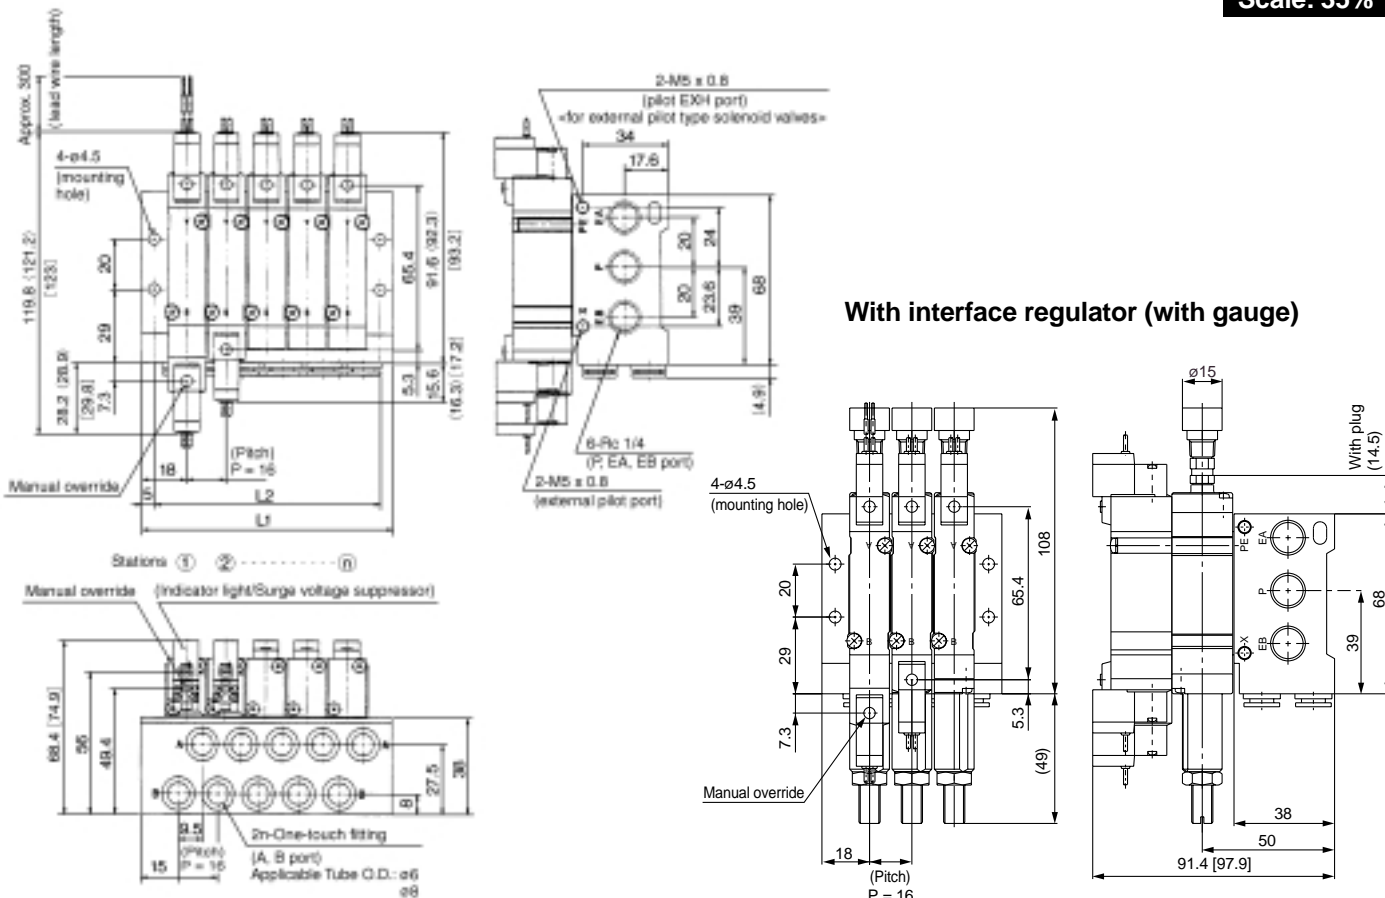 Scale: 35%
Approx. 300
(lead wire length)
4-ø4.5
(mounting
hole)
119.8 (121.2)
[123]
20
29
28.2 (28.9)
[29.8]
7.3
65.4
91.6 (92.3)
[93.2]
5.3
15.6
(16.3) [17.2]
Manual override
18
(Pitch)
P = 16
5
L2
L1
2-M5 x 0.8
(pilot EXH port)
«for external pilot type solenoid valves»
34
17.6
PE
EA
P
X
EB
20
24
20
23.6
39
68
[4.9]
6-Rc 1/4
(P, EA, EB port)
2-M5 x 0.8
(external pilot port)
Stations ① ② ---------- ⓝ
Manual override
(Indicator light/Surge voltage suppressor)
68.4 [74.9]
56
49.4
A
A
B
B
8
27.5
38
9.5
(Pitch)
P = 16
15
2n-One-touch fitting
(A, B port)
Applicable Tube O.D.: ø6
ø8
With interface regulator (with gauge)
4-ø4.5
(mounting hole)
20
29
7.3
108
65.4
5.3
(49)
B
B
B
Manual override
18
(Pitch)
P = 16
ø15
With plug
(14.5)
PE
EA
P
X
EB
39
68
38
50
91.4 [97.9]